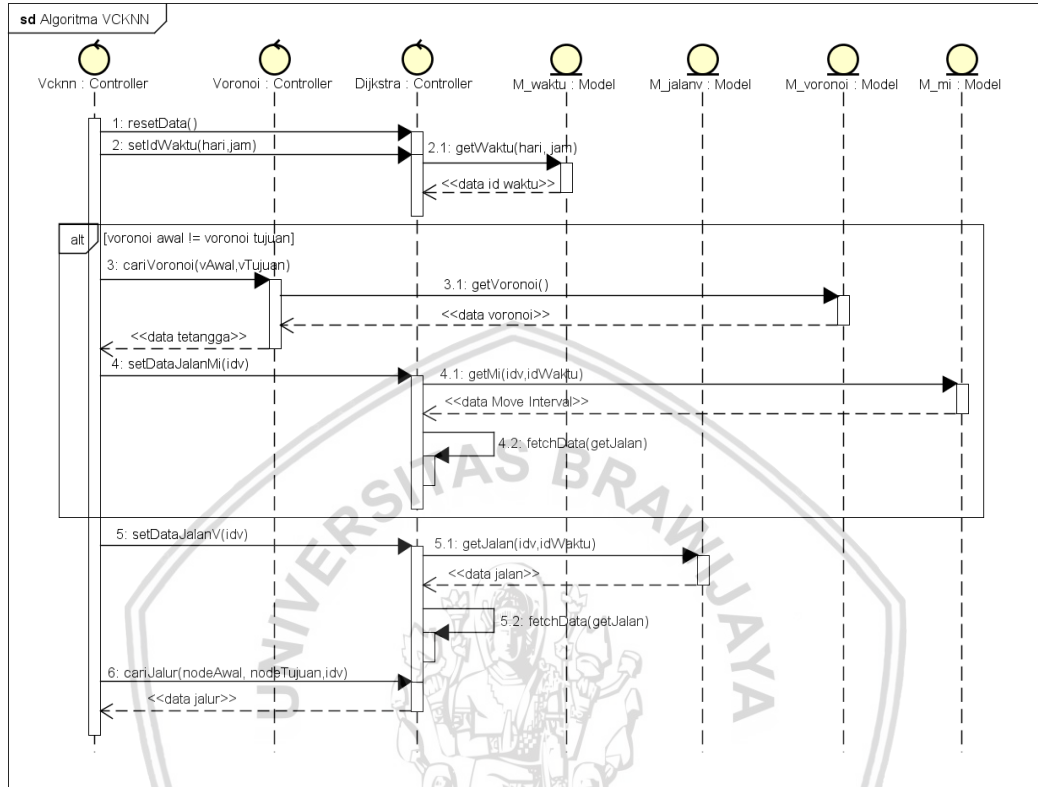 sd Algoritma VCKNN
Vcknn : Controller
Voronoi : Controller
Dijkstra : Controller
M_waktu : Model
M_jalanv : Model
M_voronoi : Model
M_mi : Model
1: resetData()
2: setIdWaktu(hari,jam)
2.1: getWaktu(hari, jam)
<<data id waktu>>
alt
[voronoi awal != voronoi tujuan]
3: cariVoronoi(vAwal,vTujuan)
3.1: getVoronoi()
<<data voronoi>>
<<data tetangga>>
4: setDataJalanMi(idv)
4.1: getMi(idv,idWaktu)
<<data Move Interval>>
4.2: fetchData(getJalan)
5: setDataJalanV(idv)
5.1: getJalan(idv,idWaktu)
<<data jalan>>
5.2: fetchData(getJalan)
6: cariJalur(nodeAwal, nodeTujuan,idv)
<<data jalur>>
UNIVERSITAS BRAWIJAYA